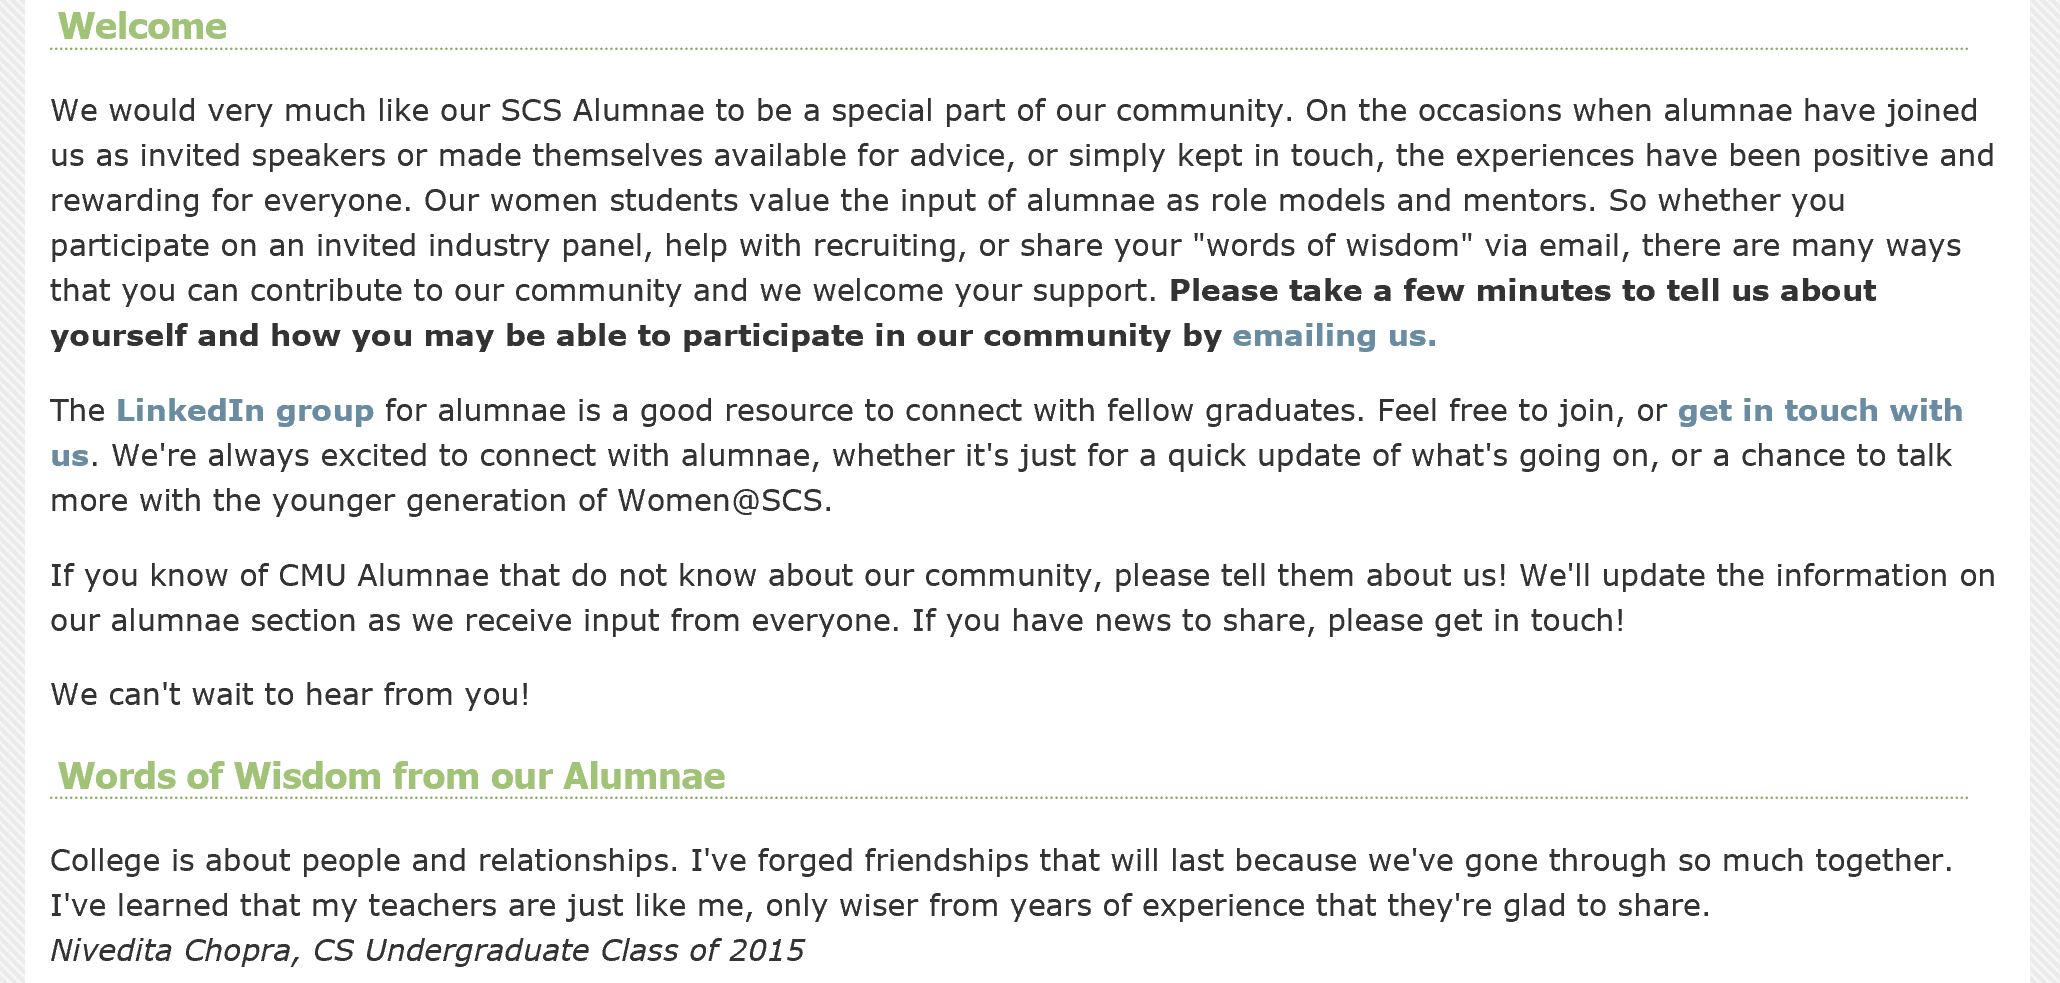 Welcome
We would very much like our SCS Alumnae to be a special part of our community. On the occasions when alumnae have joined
us as invited speakers or made themselves available for advice, or simply kept in touch, the experiences have been positive and
rewarding for everyone. Our women students value the input of alumnae as role models and mentors. So whether you
participate on an invited industry panel, help with recruiting, or share your "words of wisdom" via email, there are many ways
that you can contribute to our community and we welcome your support. Please take a few minutes to tell us about
yourself and how you may be able to participate in our community by emailing us.
The LinkedIn group for alumnae is a good resource to connect with fellow graduates. Feel free to join, or get in touch with
us. We're always excited to connect with alumnae, whether it's just for a quick update of what's going on, or a chance to talk
more with the younger generation of Women@SCS.
If you know of CMU Alumnae that do not know about our community, please tell them about us! We'll update the information on
our alumnae section as we receive input from everyone. If you have news to share, please get in touch!
We can't wait to hear from you!
Words of Wisdom from our Alumnae
College is about people and relationships. I've forged friendships that will last because we've gone through so much together.
I've learned that my teachers are just like me, only wiser from years of experience that they're glad to share.
Nivedita Chopra, CS Undergraduate Class of 2015